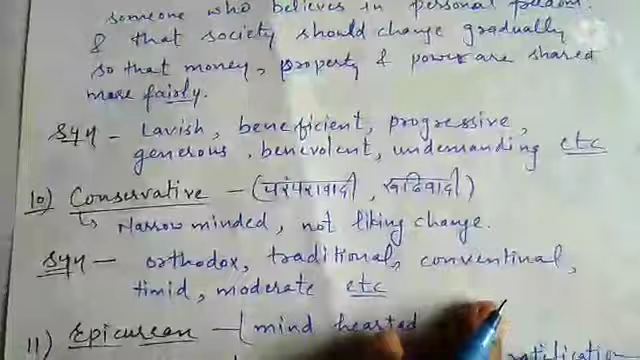 someone who believes in personal freedom.
& that society should change gradually
so that money, property & power are shared
more fairly.
Syn - Lavish, beneficient, progressive,
generous, benevolent, undemanding etc
10) Conservative - (परंपरावादी, रूढ़िवादी)
Narrow minded, not liking change.
Syn - orthodox, traditional, conventinal,
timid, moderate etc
11) Epicurean - (mind hearted